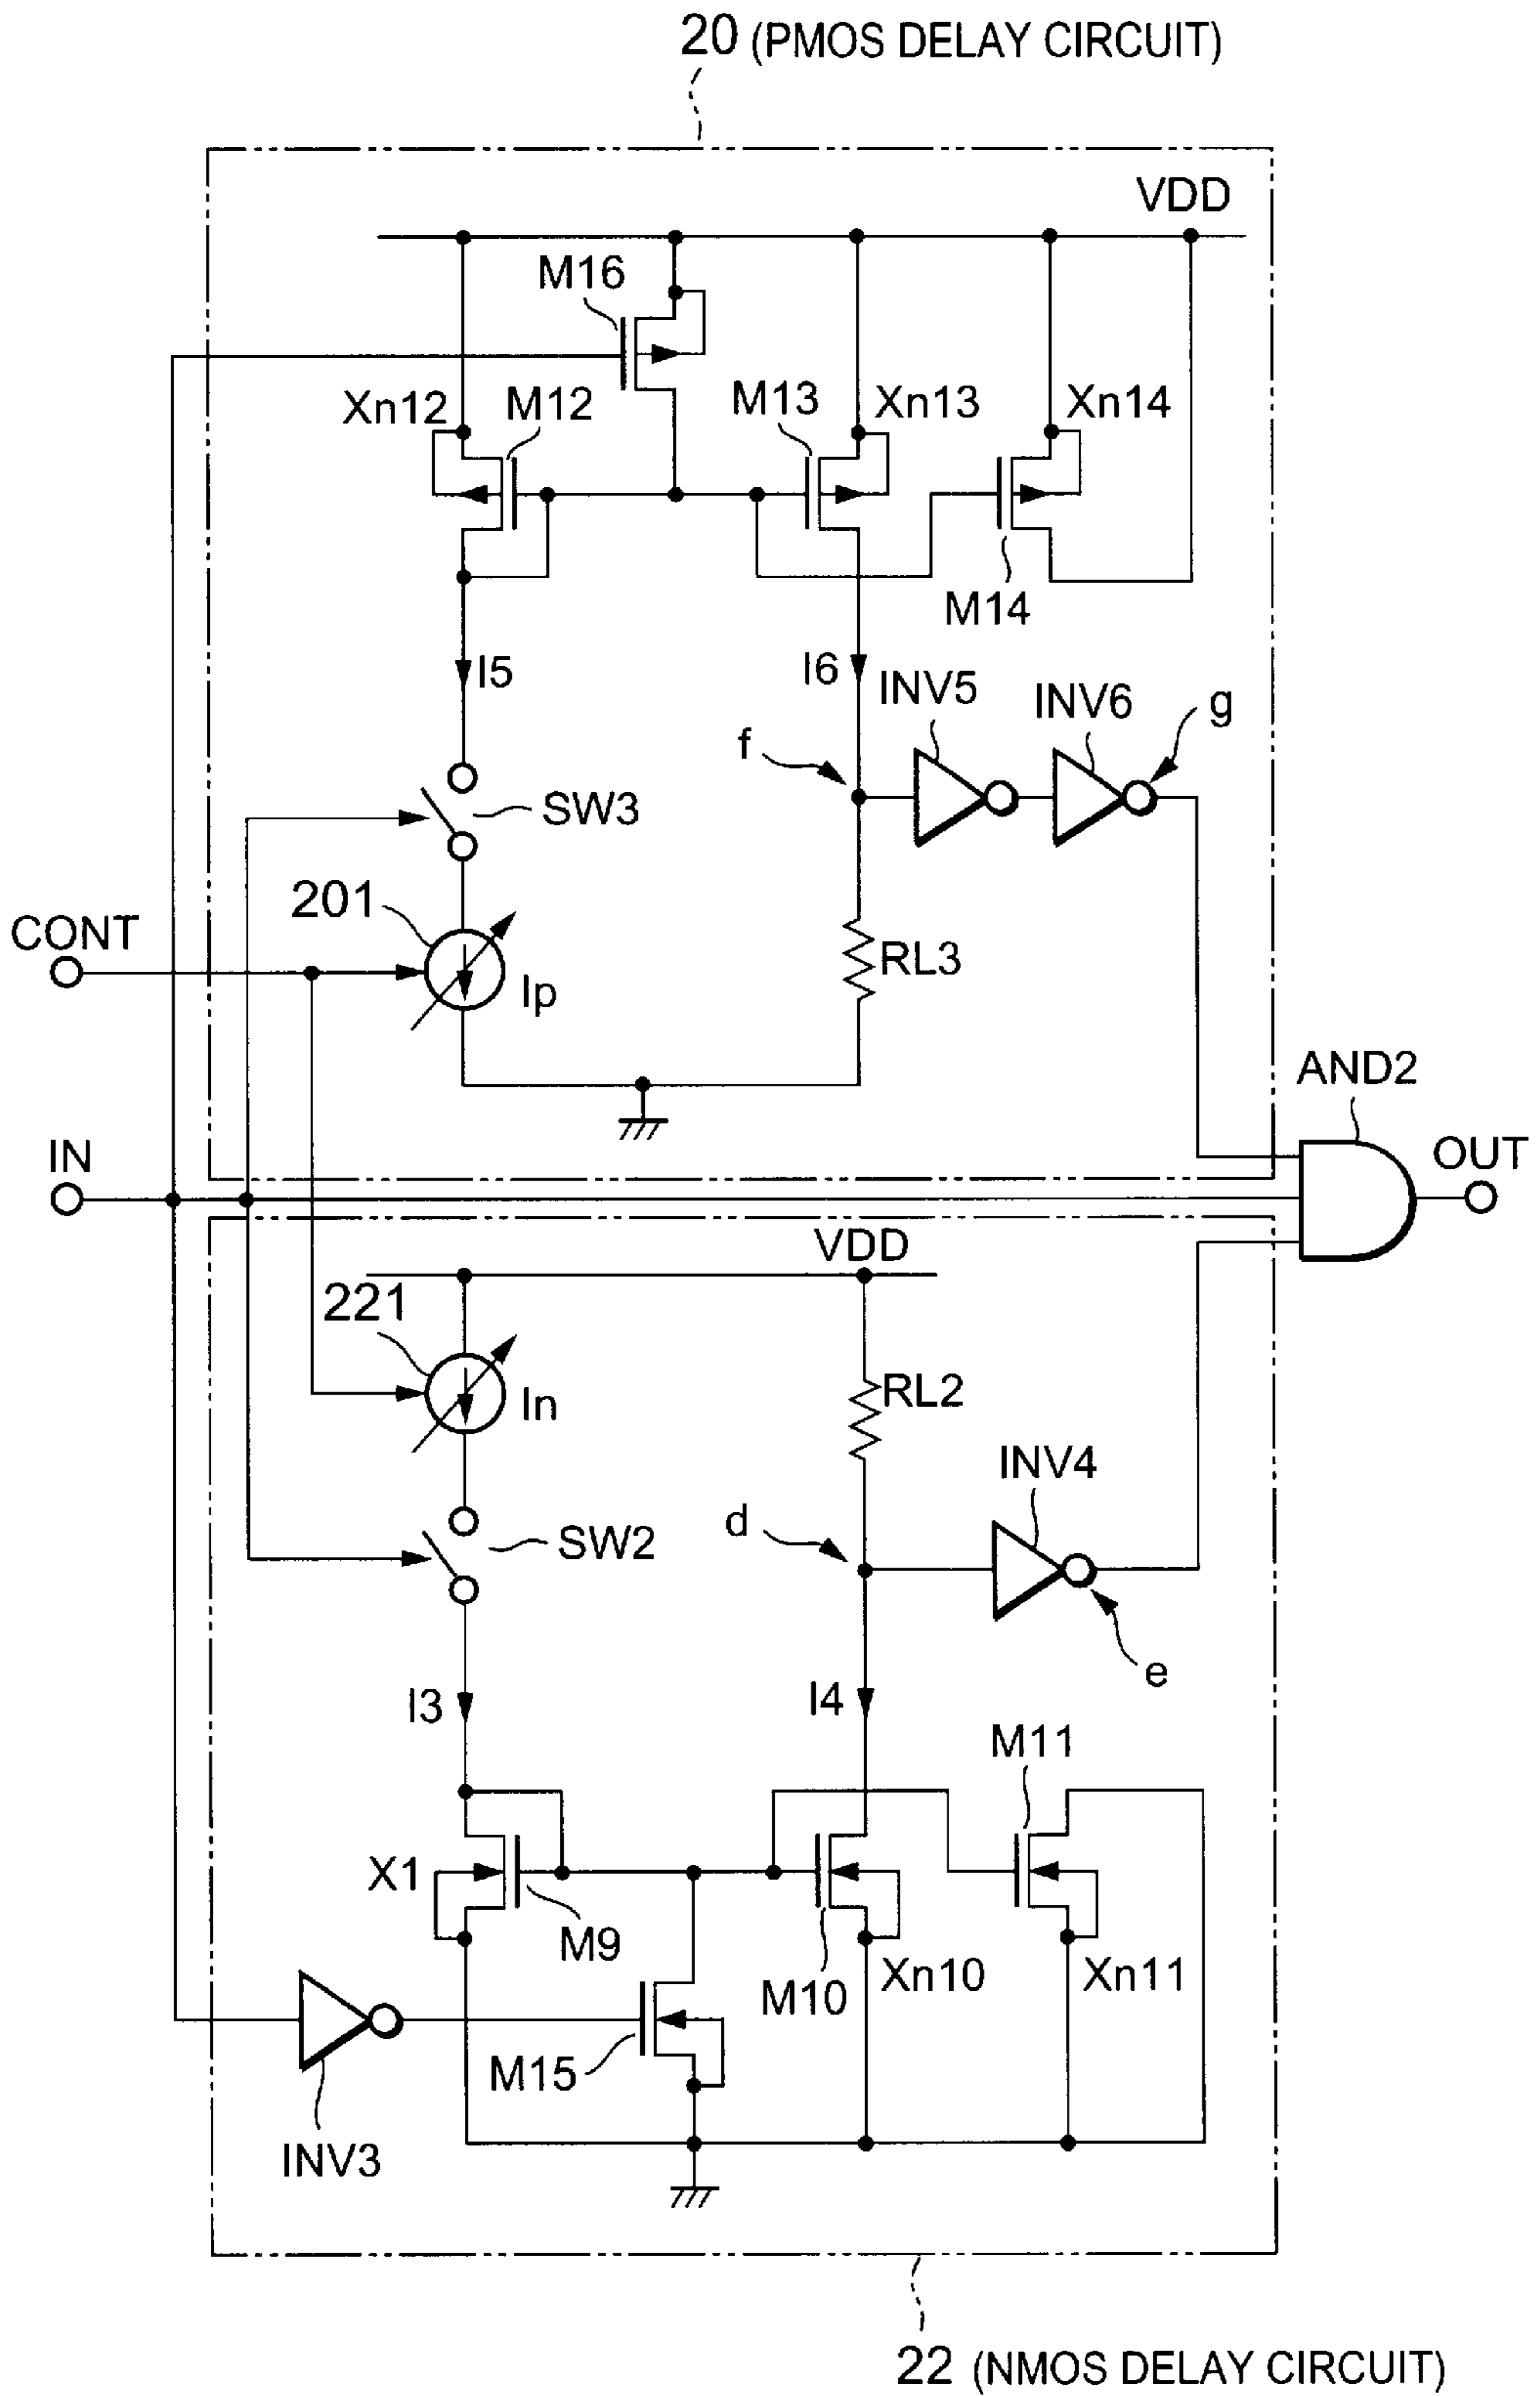 20 (PMOS DELAY CIRCUIT)
VDD
M16
Xn12
M12
M13
Xn13
Xn14
M14
I5
I6
INV5
INV6
g
f
SW3
201
CONT
Ip
RL3
AND2
IN
OUT
VDD
221
In
RL2
INV4
SW2
d
e
I3
I4
M11
X1
M9
M10
Xn10
Xn11
M15
INV3
22 (NMOS DELAY CIRCUIT)